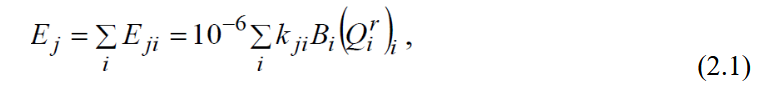 E_j = \sum_i E_{ji} = 10^{-6} \sum_i k_{ji} B_i (Q_i^r)_i ,
(2.1)